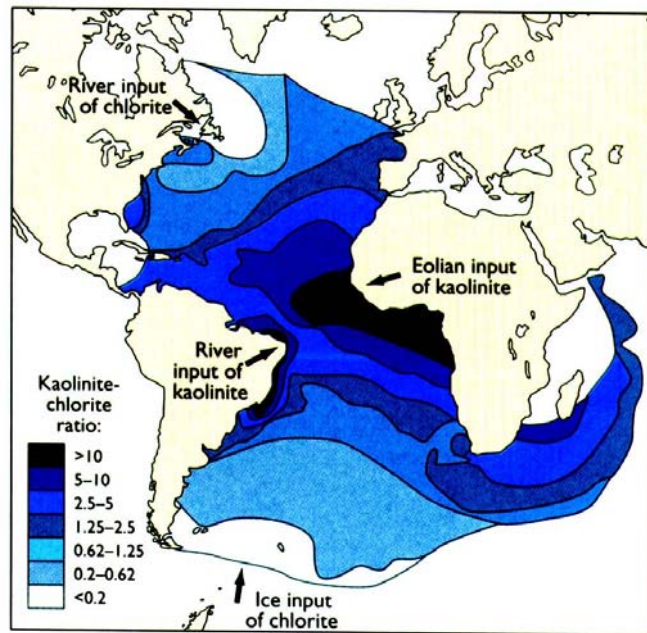 River input
of chlorite
Eolian input
of kaolinite
River
input of
kaolinite
Kaolinite-
chlorite
ratio:
>10
5–10
2.5–5
1.25–2.5
0.62–1.25
0.2–0.62
<0.2
Ice input
of chlorite